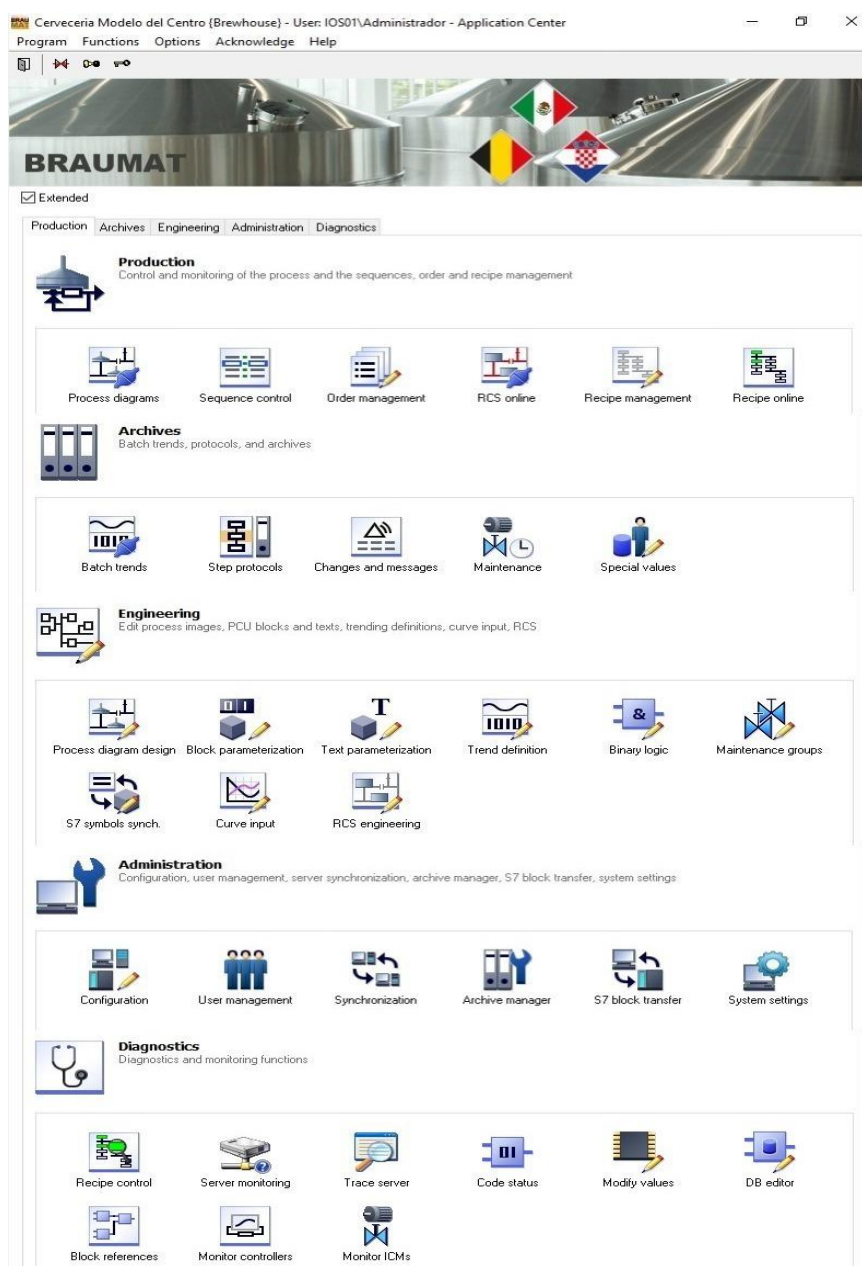 BRAU MAT Cerveceria Modelo del Centro {Brewhouse} - User: IOS01\Administrador - Application Center
Program Functions Options Acknowledge Help
BRAUMAT
Extended
Production Archives Engineering Administration Diagnostics
Production
Control and monitoring of the process and the sequences, order and recipe management
Process diagrams Sequence control Order management RCS online Recipe management Recipe online
Archives
Batch trends, protocols, and archives
Batch trends Step protocols Changes and messages Maintenance Special values
Engineering
Edit process images, PCU blocks and texts, trending definitions, curve input, RCS
T &
Process diagram design Block parameterization Text parameterization Trend definition Binary logic Maintenance groups
S7 symbols synch. Curve input RCS engineering
Administration
Configuration, user management, server synchronization, archive manager, S7 block transfer, system settings
Configuration User management Synchronization Archive manager S7 block transfer System settings
Diagnostics
Diagnostics and monitoring functions
Recipe control Server monitoring Trace server Code status Modify values DB editor
Block references Monitor controllers Monitor ICMs